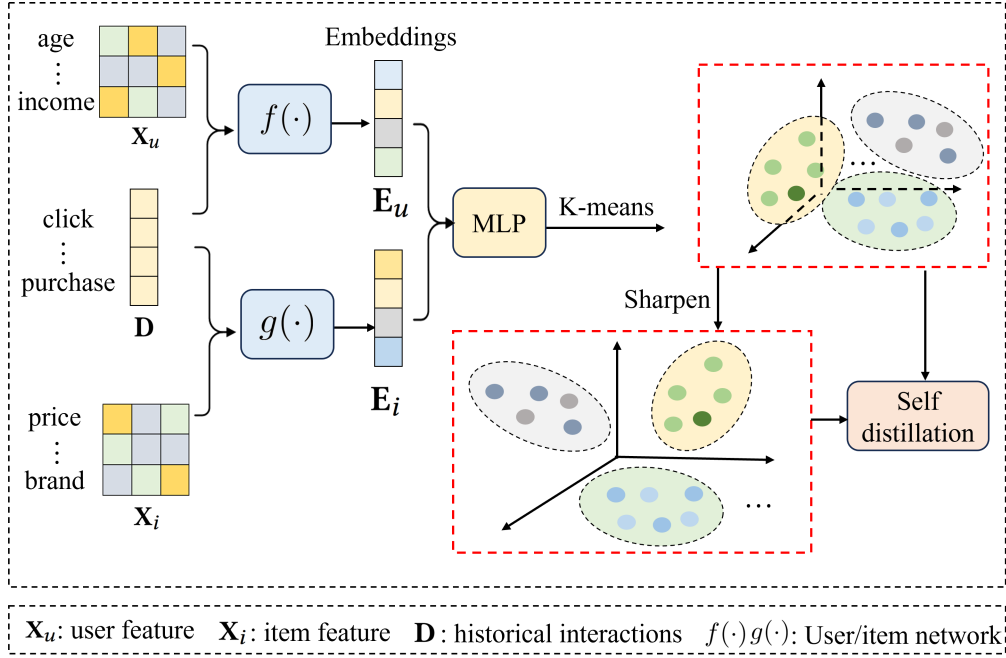 age
⋮
income
X_u
click
⋮
purchase
D
price
⋮
brand
X_i
f(·)
g(·)
Embeddings
E_u
E_i
MLP
K-means
…
Sharpen
…
Self
distillation
X_u: user feature X_i: item feature D : historical interactions f(·) g(·): User/item network